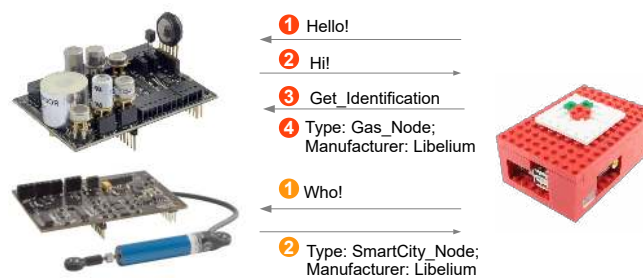 1 Hello!
2 Hi!
3 Get_Identification
4 Type: Gas_Node;
Manufacturer: Libelium
1 Who!
2 Type: SmartCity_Node;
Manufacturer: Libelium